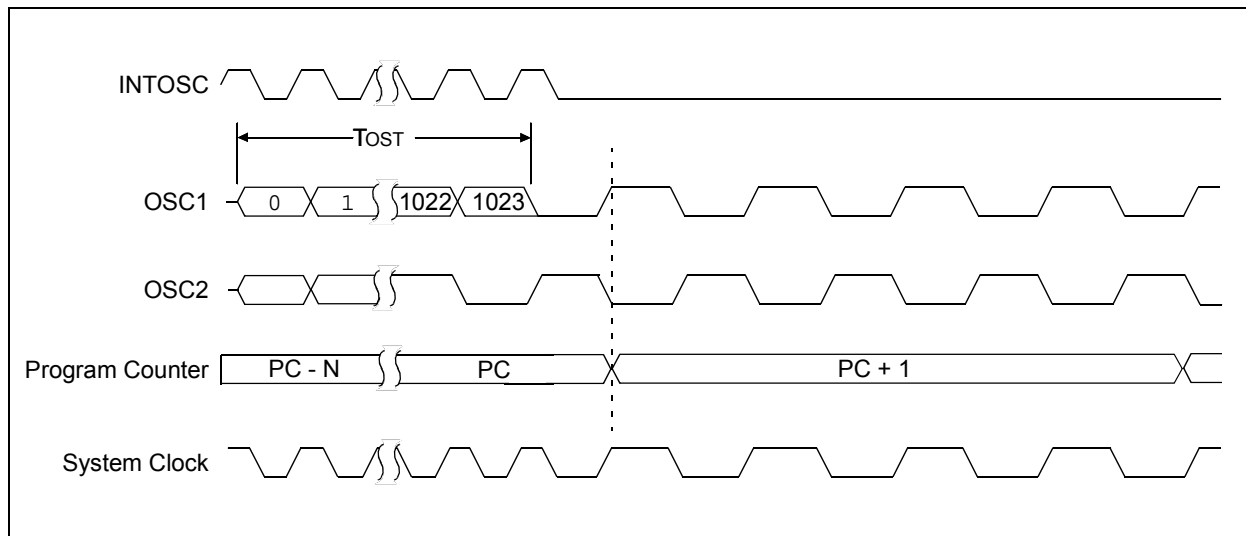 INTOSC
TOST
OSC1 0 1 1022 1023
OSC2
Program Counter PC - N PC PC + 1
System Clock